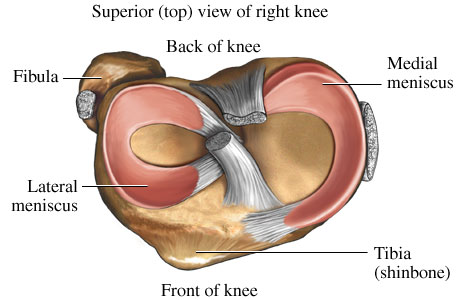 Superior (top) view of right knee
Back of knee
Fibula
Medial
meniscus
Lateral
meniscus
Tibia
(shinbone)
Front of knee